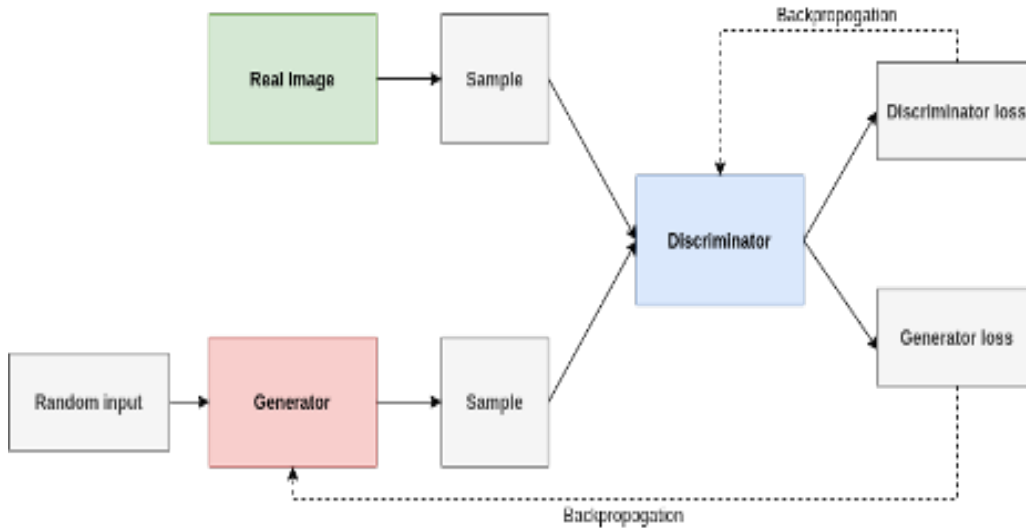 Backpropogation
Real Image
Sample
Discriminator loss
Discriminator
Generator loss
Random input
Generator
Sample
Backpropogation